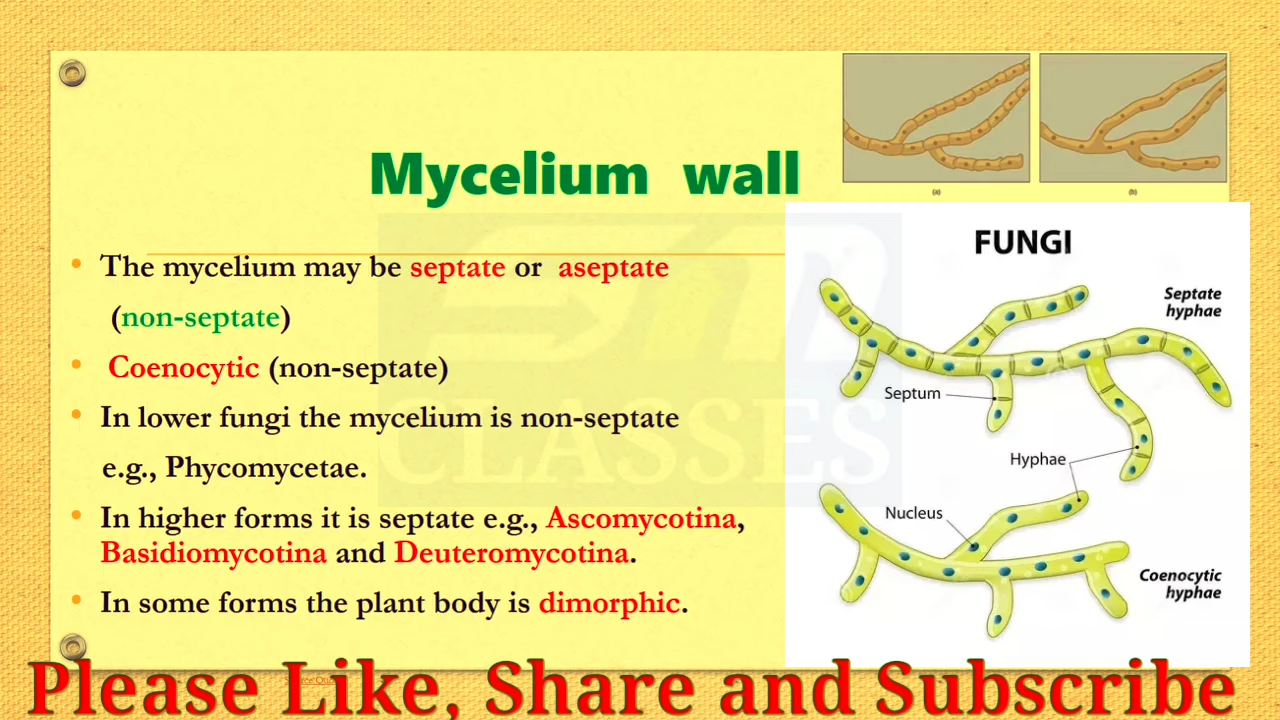 (a)
(b)
Mycelium wall
• The mycelium may be septate or aseptate
(non-septate)
• Coenocytic (non-septate)
• In lower fungi the mycelium is non-septate
e.g., Phycomycetae.
• In higher forms it is septate e.g., Ascomycotina,
Basidiomycotina and Deuteromycotina.
• In some forms the plant body is dimorphic.
FUNGI
Septate
hyphae
Septum
Hyphae
Nucleus
Coenocytic
hyphae
CLASSES
Please Like, Share and Subscribe